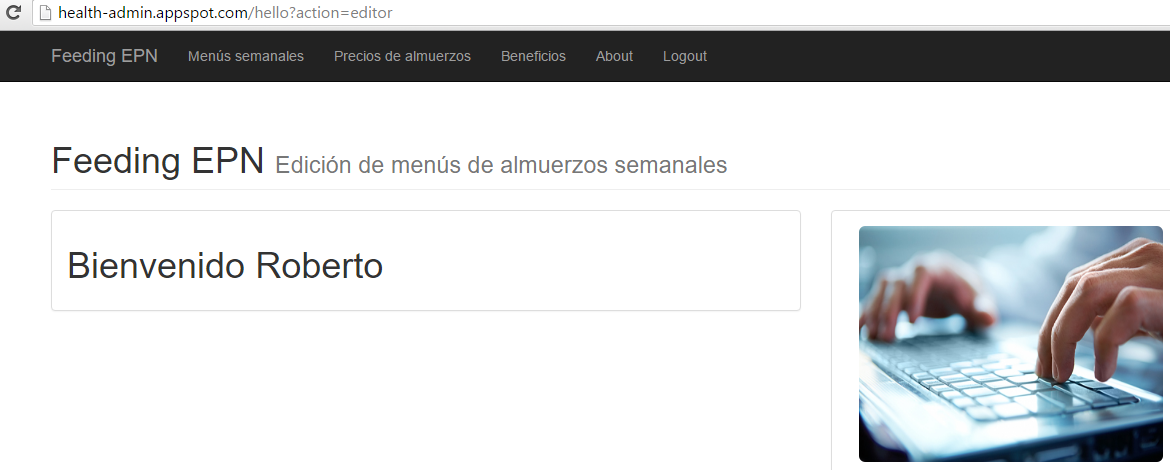 health-admin.appspot.com/hello?action=editor
Feeding EPN Menús semanales Precios de almuerzos Beneficios About Logout
Feeding EPN Edición de menús de almuerzos semanales
Bienvenido Roberto